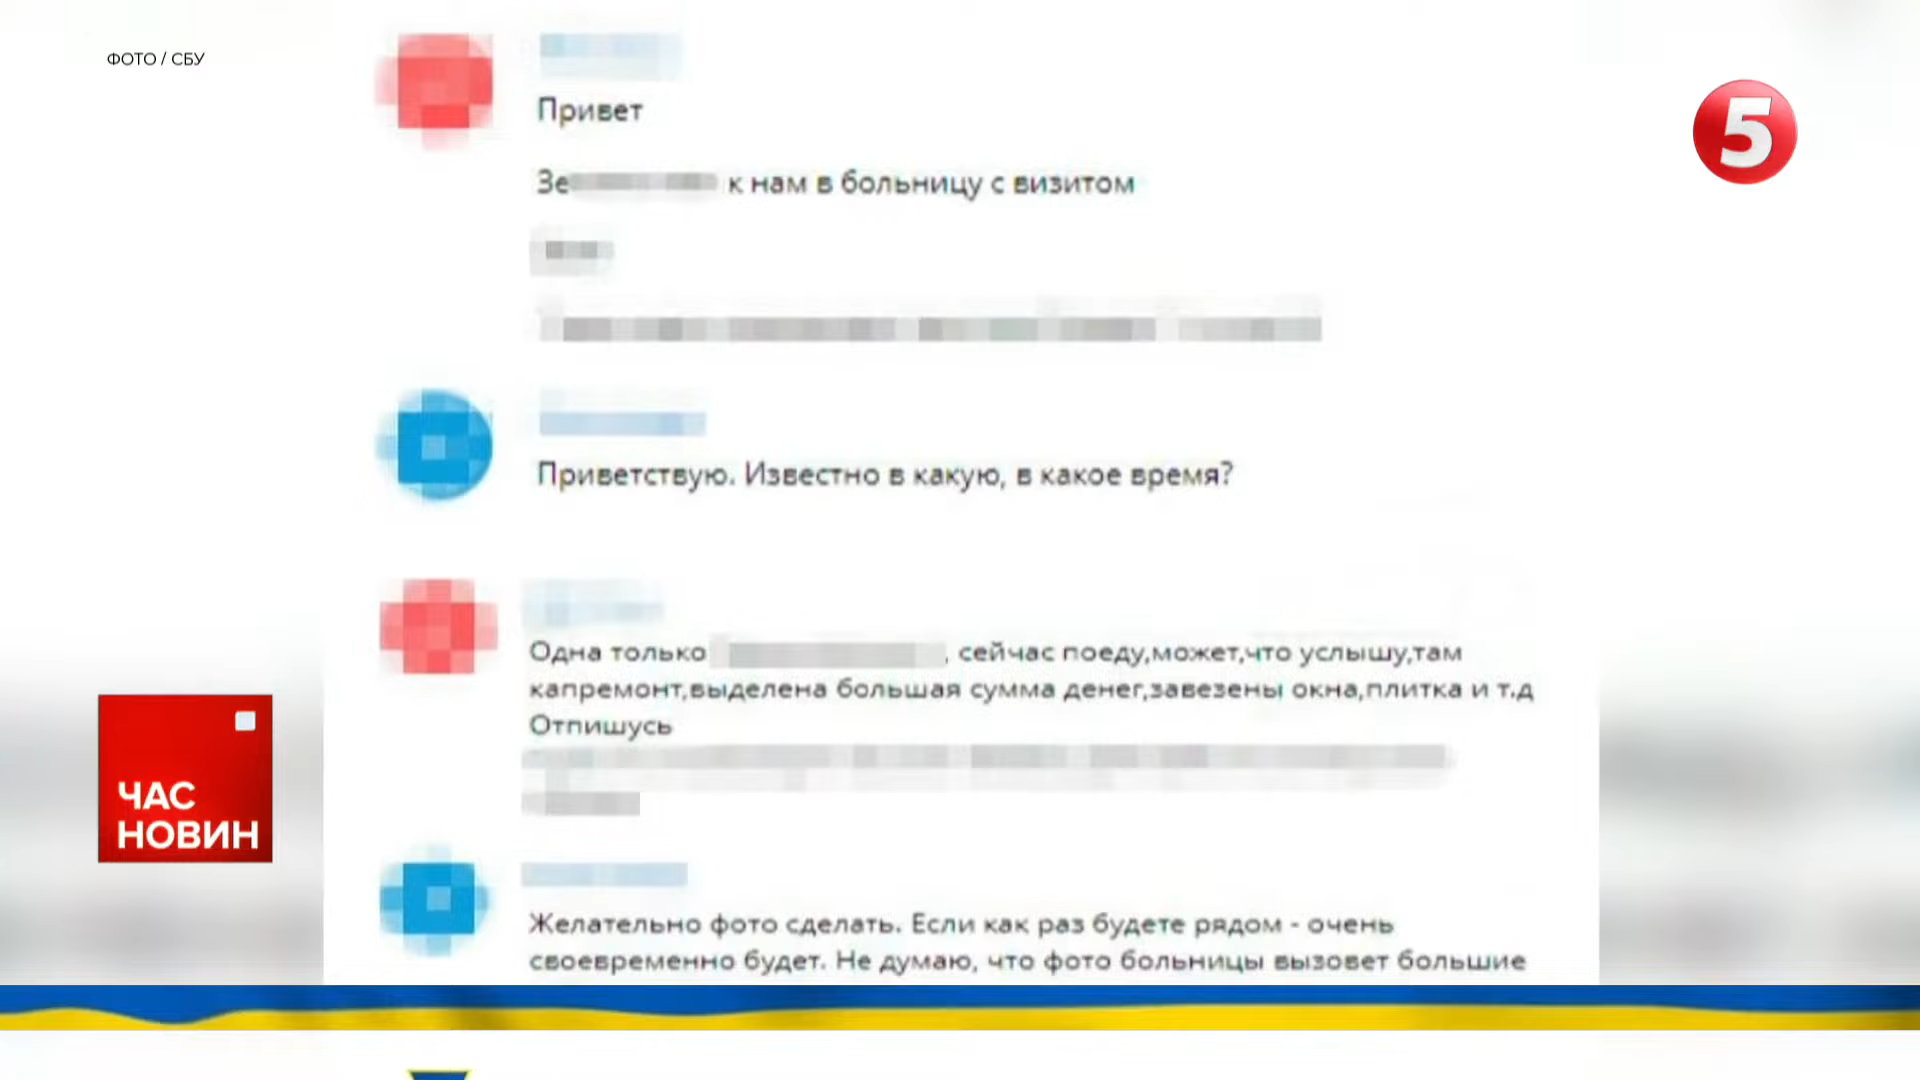 ФОТО / СБУ
5
Привет
Зе к нам в больницу с визитом
Приветствую. Известно в какую, в какое время?
Одна только , сейчас поеду,может,что услышу,там
капремонт,выделена большая сумма денег,завезены окна,плитка и т.д
Отпишусь
ЧАС
НОВИН
Желательно фото сделать. Если как раз будете рядом - очень
своевременно будет. Не думаю, что фото больницы вызовет большие